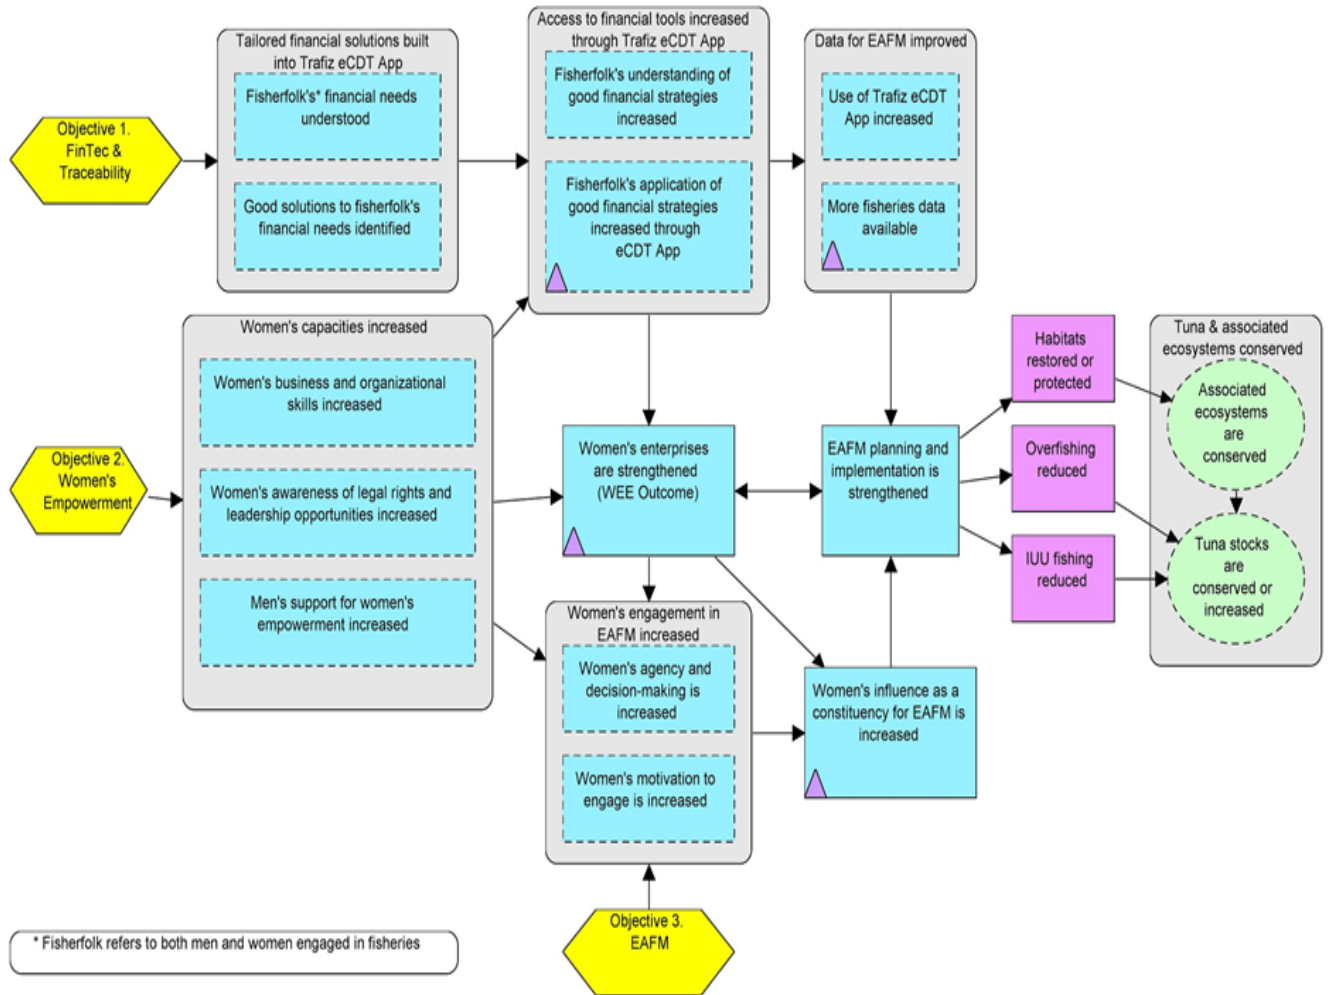 Objective 1.
FinTec &
Traceability
Tailored financial solutions built
into Trafiz eCDT App
Fisherfolk's* financial needs
understood
Good solutions to fisherfolk's
financial needs identified
Access to financial tools increased
through Trafiz eCDT App
Fisherfolk's understanding of
good financial strategies
increased
Fisherfolk's application of
good financial strategies
increased through
eCDT App
Data for EAFM improved
Use of Trafiz eCDT
App increased
More fisheries data
available
Objective 2.
Women's
Empowerment
Women's capacities increased
Women's business and organizational
skills increased
Women's awareness of legal rights and
leadership opportunities increased
Men's support for women's
empowerment increased
Women's enterprises
are strengthened
(WEE Outcome)
EAFM planning and
implementation is
strengthened
Habitats
restored or
protected
Overfishing
reduced
IUU fishing
reduced
Tuna & associated
ecosystems conserved
Associated
ecosystems
are
conserved
Tuna stocks
are
conserved or
increased
Women's engagement in
EAFM increased
Women's agency and
decision-making is
increased
Women's motivation to
engage is increased
Women's influence as a
constituency for EAFM is
increased
Objective 3.
EAFM
* Fisherfolk refers to both men and women engaged in fisheries